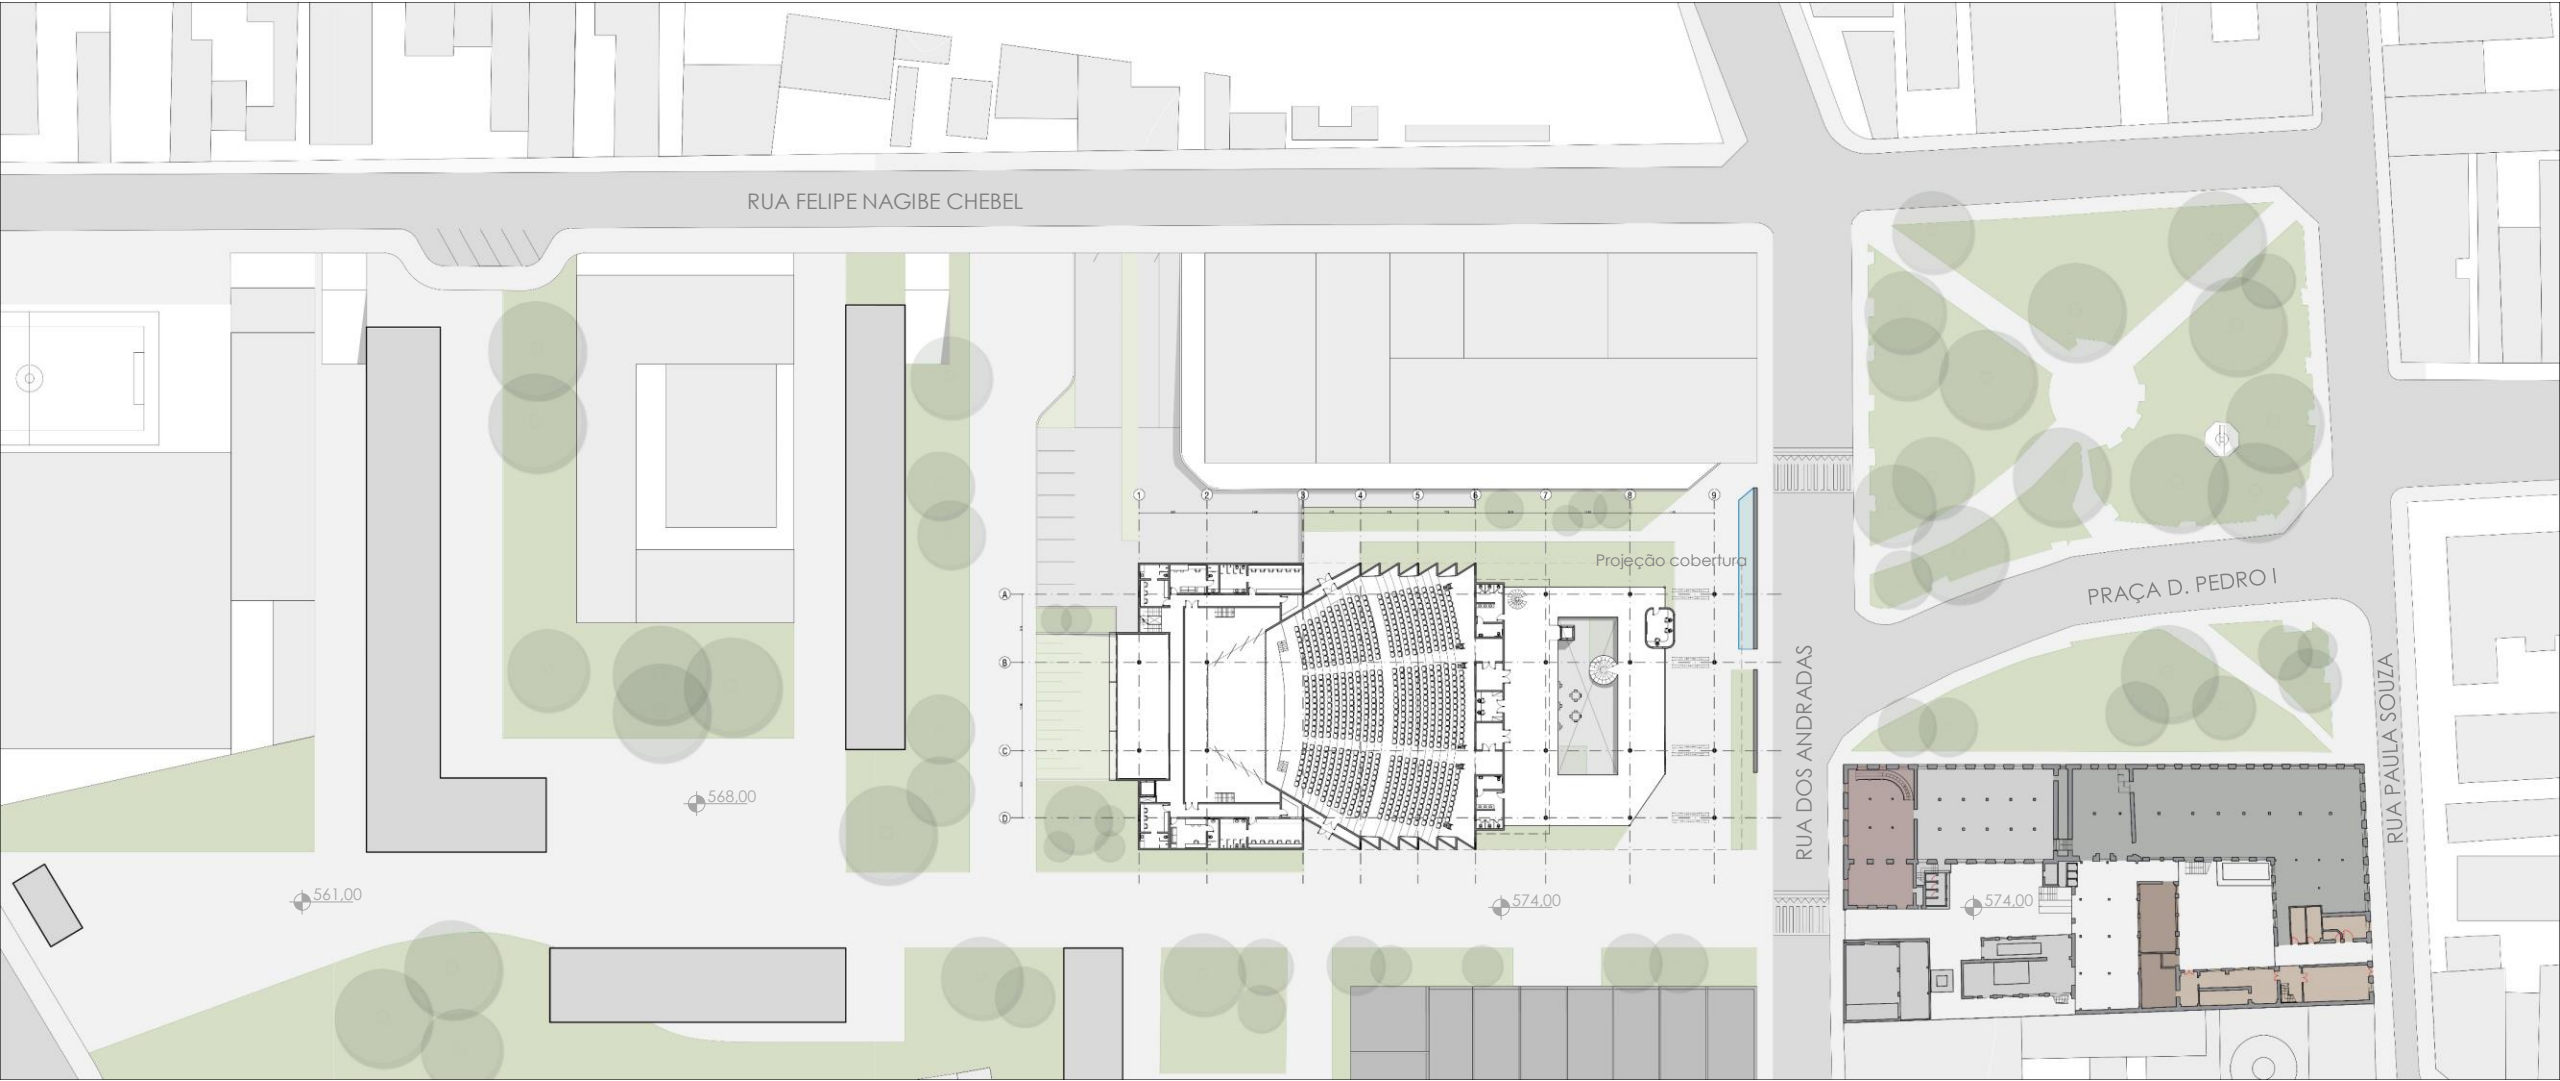 RUA FELIPE NAGIBE CHEBEL
1 2 3 4 5 6 7 8 9
Projeção cobertura
A
B
C
D
PRAÇA D. PEDRO I
RUA DOS ANDRADAS
RUA PAULA SOUZA
568,00
561,00
574,00
574,00